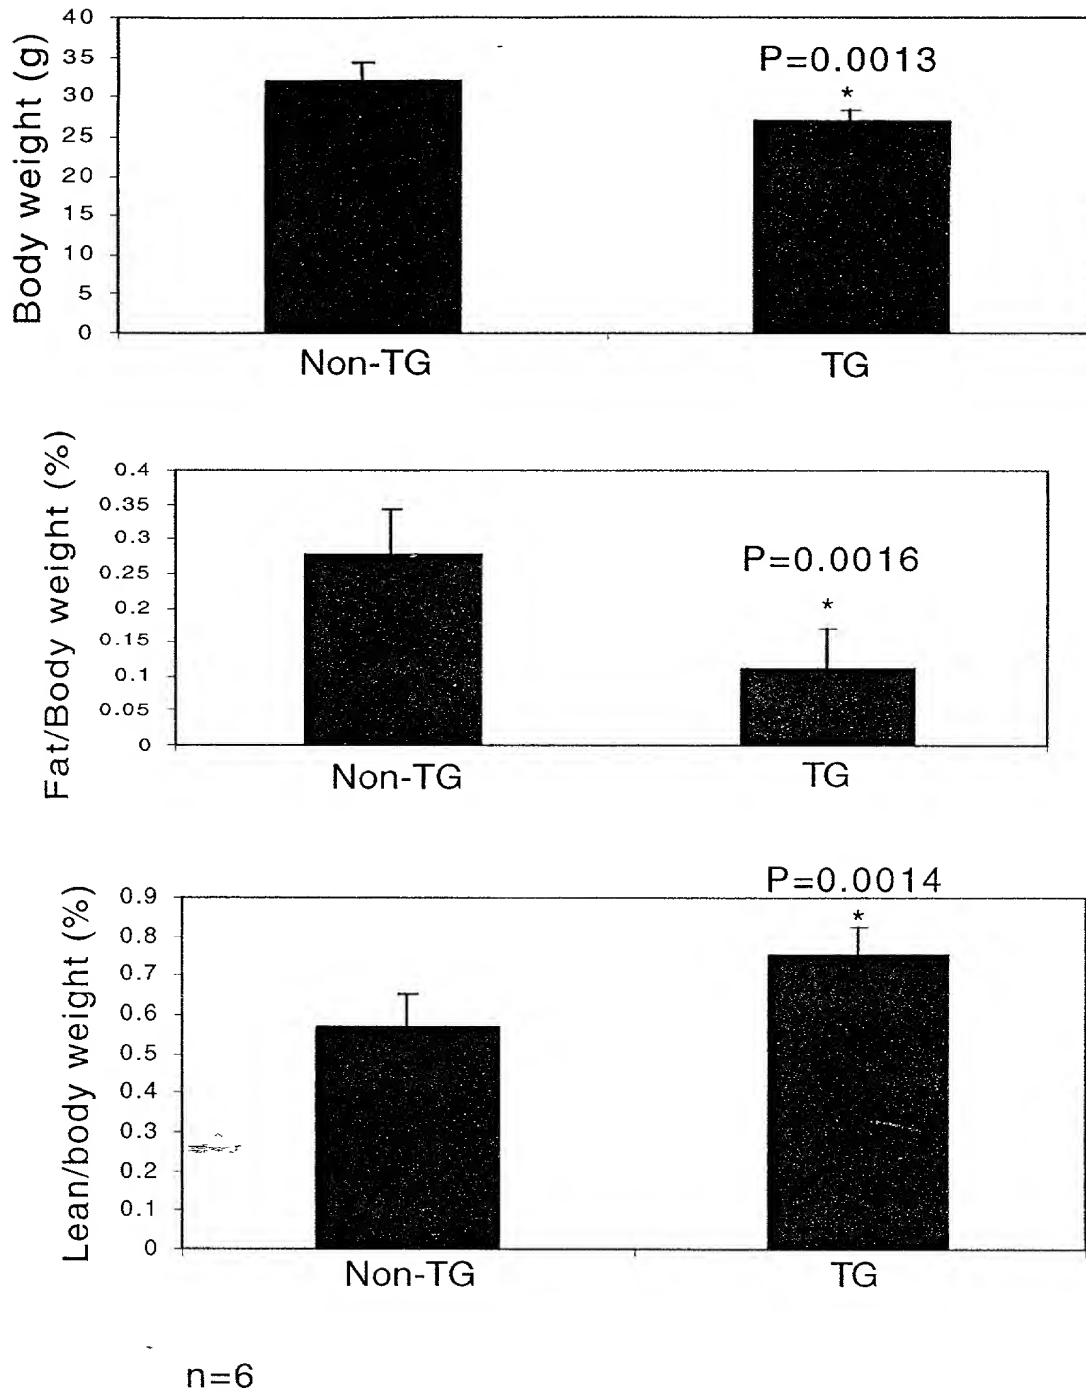 Body weight (g)
40
35
30
25
20
15
10
5
0
P=0.0013
*
Non-TG
TG
Fat/Body weight (%)
0.4
0.35
0.3
0.25
0.2
0.15
0.1
0.05
0
P=0.0016
*
Non-TG
TG
Lean/body weight (%)
P=0.0014
0.9
0.8
0.7
0.6
0.5
0.4
0.3
0.2
0.1
0
*
Non-TG
TG
n=6